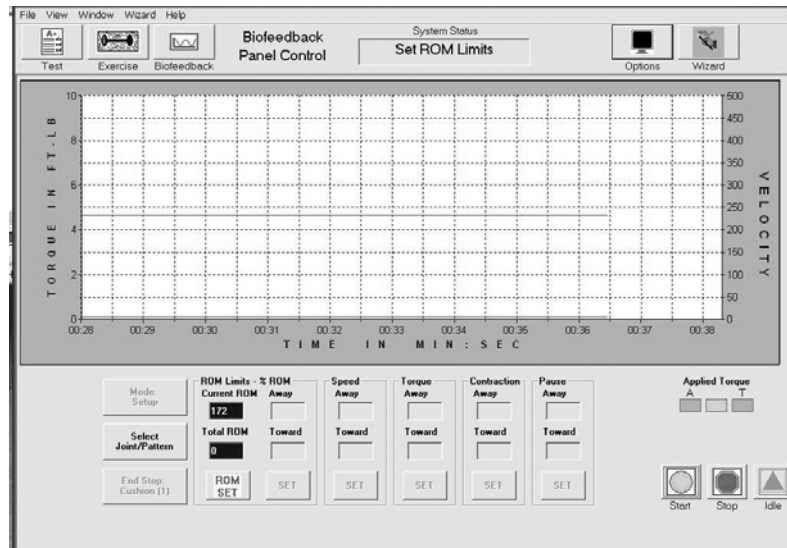 File View Window Wizard Help
A+
Test
Exercise
Biofeedback
Biofeedback
Panel Control
System Status
Set ROM Limits
Options
Wizard
TORQUE IN FT.LB
10
8
6
4
2
0
500
450
400
350
300
250
200
150
100
50
0
VELOCITY
00:28 00:29 00:30 00:31 00:32 00:33 00:34 00:35 00:36 00:37 00:38
TIME IN MIN:SEC
Mode:
Setup
Select
Joint/Pattern
End Stop:
Cushion (1)
ROM Limits - % ROM
Current ROM Away
172
Total ROM Toward
0
ROM
SET
SET
Speed
Away
Toward
SET
Torque
Away
Toward
SET
Contraction
Away
Toward
SET
Pause
Away
Toward
SET
Applied Torque
A T
Start
Stop
Idle